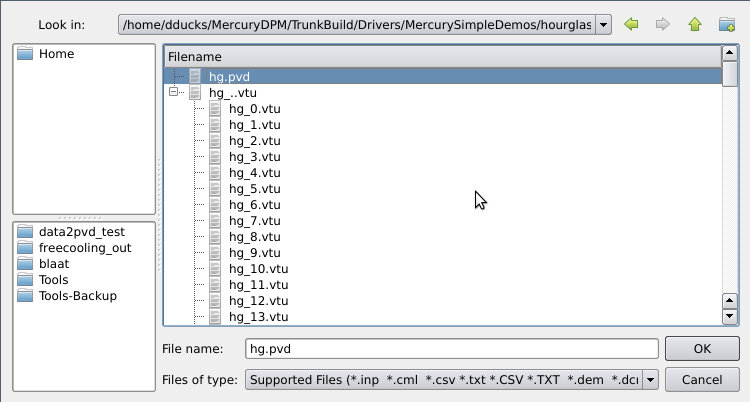 Look in: /home/dducks/MercuryDPM/TrunkBuild/Drivers/MercurySimpleDemos/hourglas
Home
Filename
hg.pvd
hg_..vtu
hg_0.vtu
hg_1.vtu
hg_2.vtu
hg_3.vtu
hg_4.vtu
hg_5.vtu
hg_6.vtu
hg_7.vtu
hg_8.vtu
hg_9.vtu
hg_10.vtu
hg_11.vtu
hg_12.vtu
hg_13.vtu
data2pvd_test
freecooling_out
blaat
Tools
Tools-Backup
File name: hg.pvd OK
Files of type: Supported Files (*.inp *.cml *.csv *.txt *.CSV *.TXT *.dem *.dcı Cancel